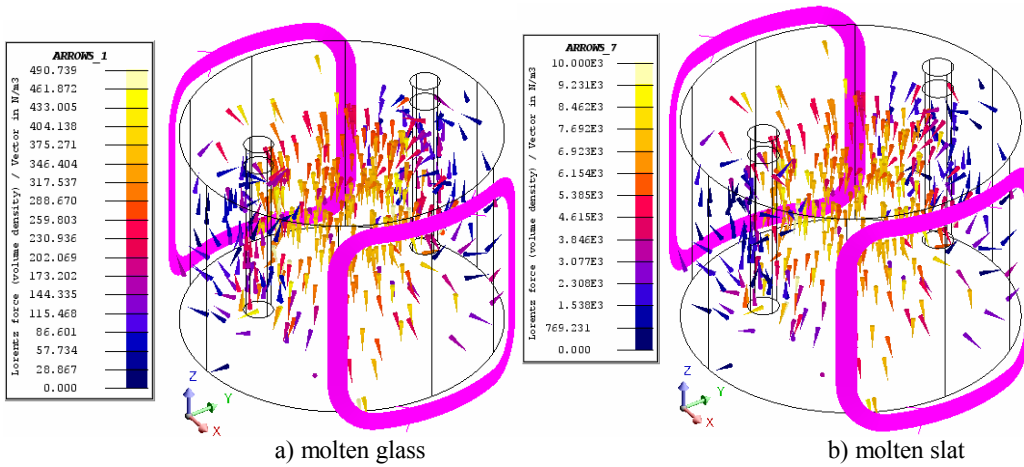 ARROWS_1
490.739
461.872
433.005
404.138
375.271
346.404
317.537
288.670
259.803
230.936
202.069
173.202
144.335
115.468
86.601
57.734
28.867
0.000
Lorentz force (volume density) / Vector in N/m3
Z
Y
X
a) molten glass
ARROWS_7
10.000E3
9.231E3
8.462E3
7.692E3
6.923E3
6.154E3
5.385E3
4.615E3
3.846E3
3.077E3
2.308E3
1.538E3
769.231
0.000
Lorentz force (volume density) / Vector in N/m3
Z
Y
X
b) molten slat